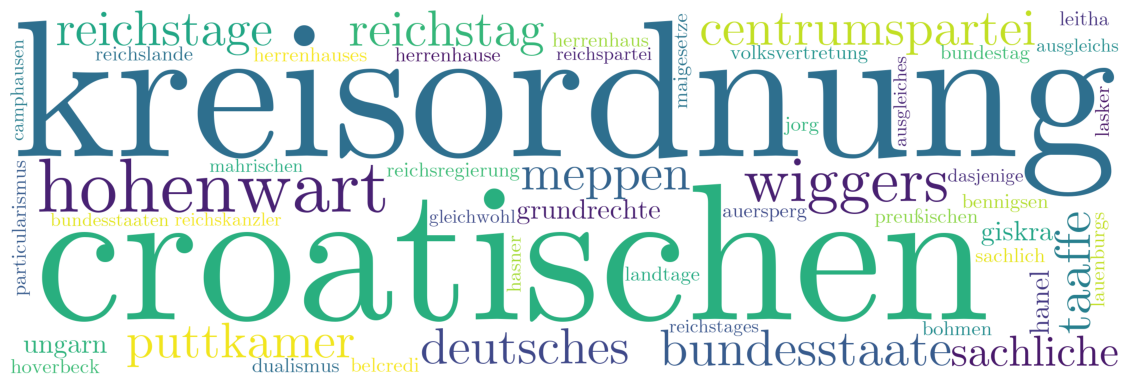 reichstage
reichstag
centrumspartei
leitha
reichslande
herrenhauses
herrenhause
herrenhaus
reichspartei
maigesetze
volksvertretung
bundestag
ausgleichs
camphausen
kreisordnung
jorg
ausgleiches
lasker
mahrischen
reichsregierung
hohenwart
meppen
wiggers
dasjenige
bennigsen
particularismus
bundesstaaten
reichskanzler
gleichwohl
grundrechte
auersperg
preußischen
giskra
croatischen
hasner
landtage
sachlich
taaffe
lauenburgs
hanel
ungarn
puttkamer
deutsches
reichstages
bundesstaate
bohmen
sachliche
hoverbeck
dualismus
belcredi